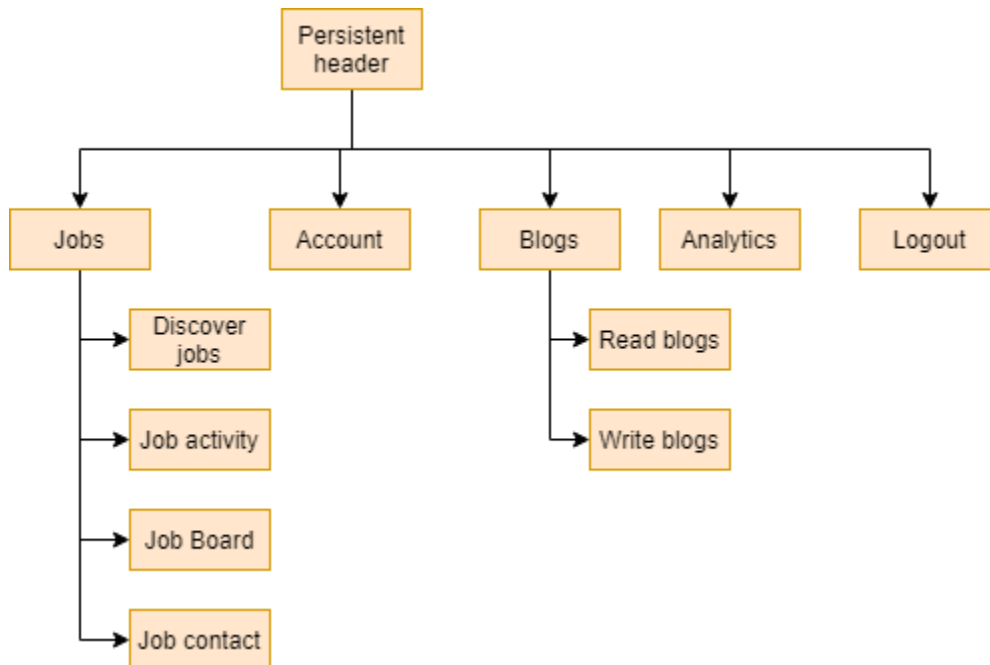 Persistent
header
Jobs
Account
Blogs
Analytics
Logout
Discover
jobs
Read blogs
Job activity
Write blogs
Job Board
Job contact